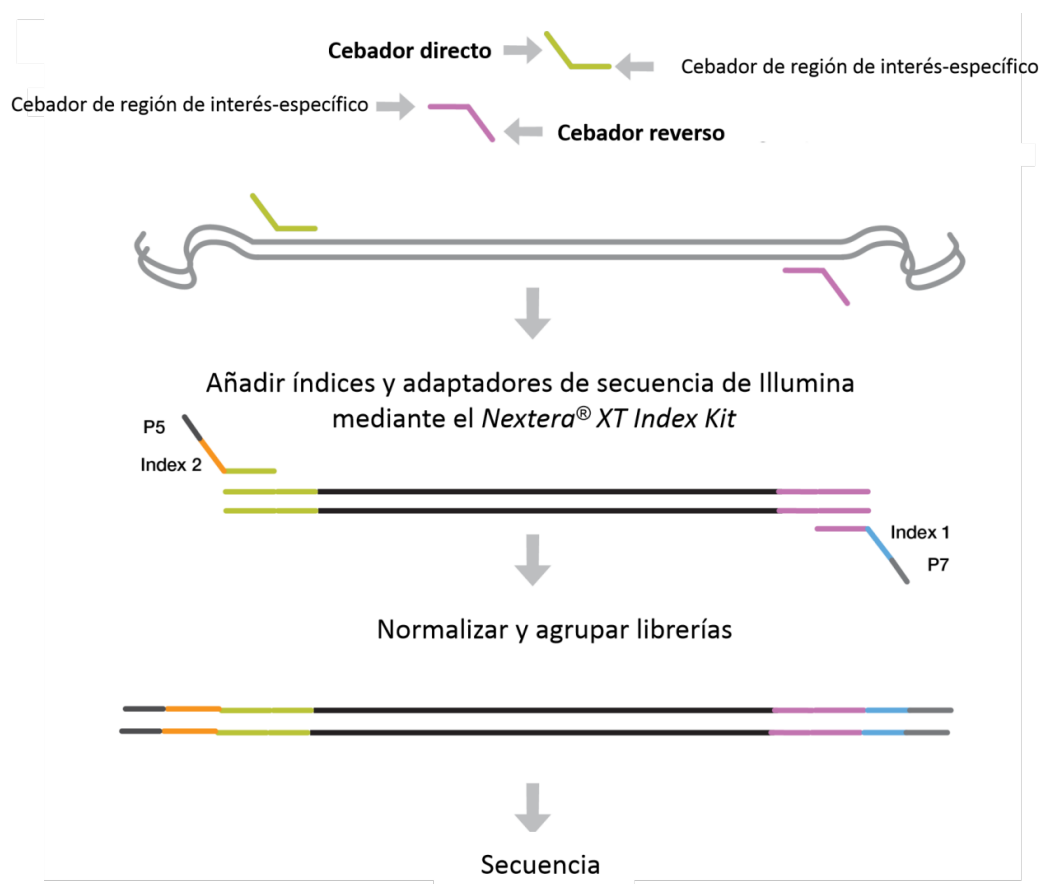 Cebador directo
Cebador de región de interés-específico
Cebador de región de interés-específico
Cebador reverso
Añadir índices y adaptadores de secuencia de Illumina
mediante el Nextera® XT Index Kit
P5
Index 2
Index 1
P7
Normalizar y agrupar librerías
Secuencia